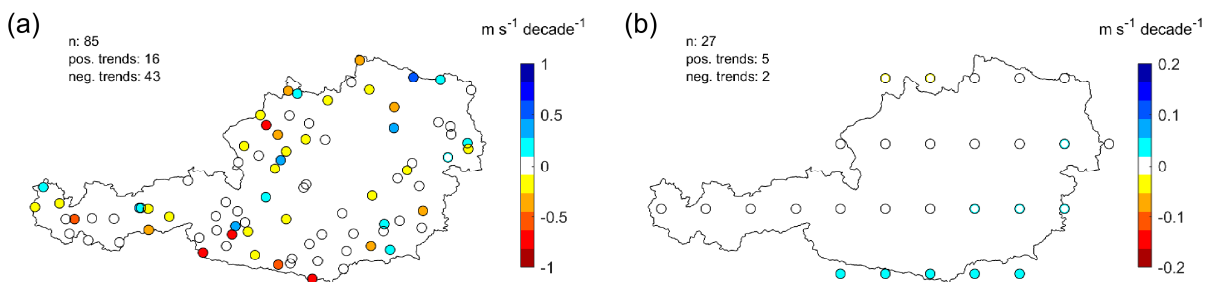 (a)
n: 85
pos. trends: 16
neg. trends: 43
m s-1 decade-1
1
0.5
0
-0.5
-1
(b)
n: 27
pos. trends: 5
neg. trends: 2
m s-1 decade-1
0.2
0.1
0
-0.1
-0.2